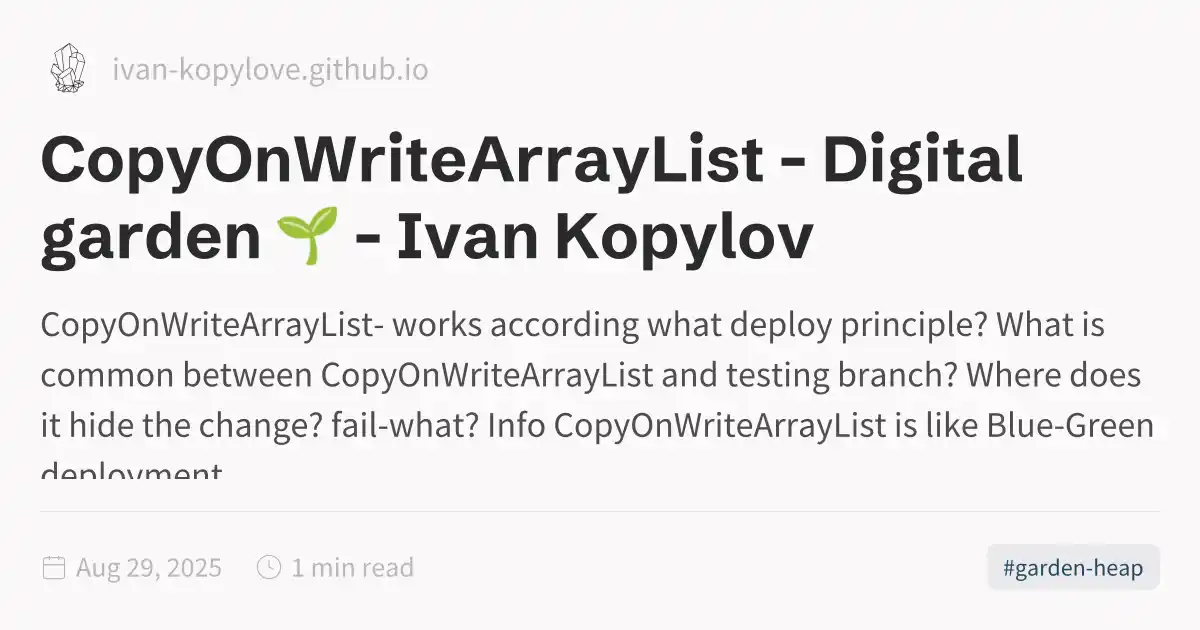 ivan-kopylove.github.io
CopyOnWriteArrayList - Digital
garden 🌱 - Ivan Kopylov
CopyOnWriteArrayList- works according what deploy principle? What is
common between CopyOnWriteArrayList and testing branch? Where does
it hide the change? fail-what? Info CopyOnWriteArrayList is like Blue-Green
deployment
Aug 29, 2025 1 min read
#garden-heap